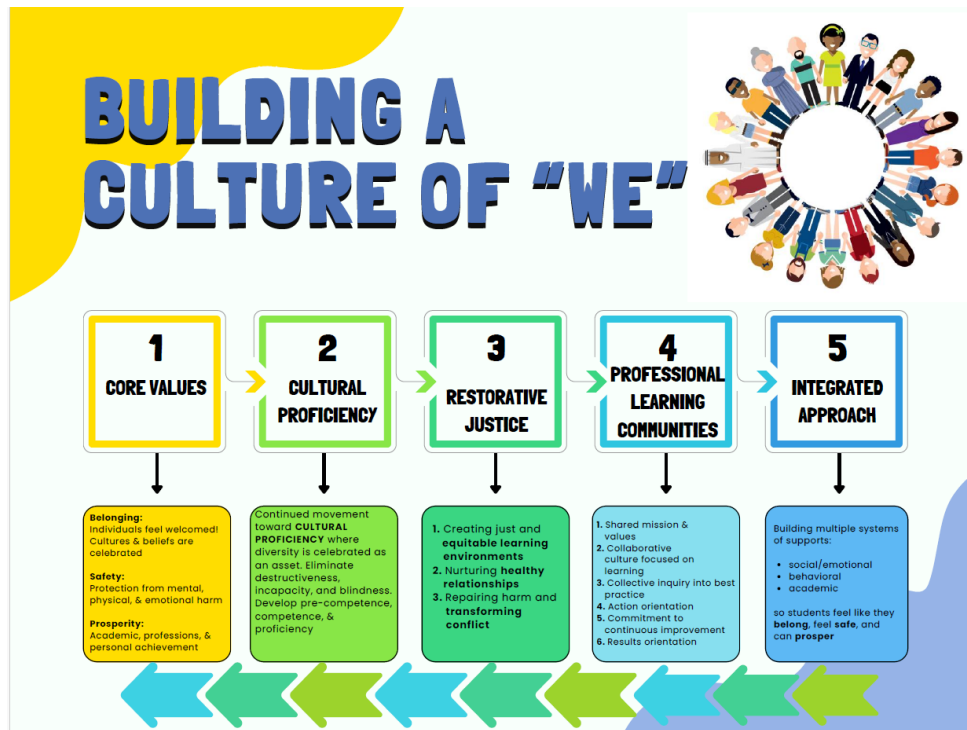 BUILDING A
CULTURE OF "WE"
1
CORE VALUES
2
CULTURAL
PROFICIENCY
3
RESTORATIVE
JUSTICE
4
PROFESSIONAL
LEARNING
COMMUNITIES
5
INTEGRATED
APPROACH
Belonging:
Individuals feel welcomed!
Cultures & beliefs are
celebrated
Safety:
Protection from mental,
physical, & emotional harm
Prosperity:
Academic, professions, &
personal achievement
Continued movement
toward CULTURAL
PROFICIENCY where
diversity is celebrated as
an asset. Eliminate
destructiveness,
incapacity, and blindness.
Develop pre-competence,
competence, &
proficiency
1. Creating just and
equitable learning
environments
2. Nurturing healthy
relationships
3. Repairing harm and
transforming
conflict
1. Shared mission &
values
2. Collaborative
culture focused on
learning
3. Collective inquiry into best
practice
4. Action orientation
5. Commitment to
continuous improvement
6. Results orientation
Building multiple systems
of supports:
• social/emotional
• behavioral
• academic
so students feel like they
belong, feel safe, and
can prosper